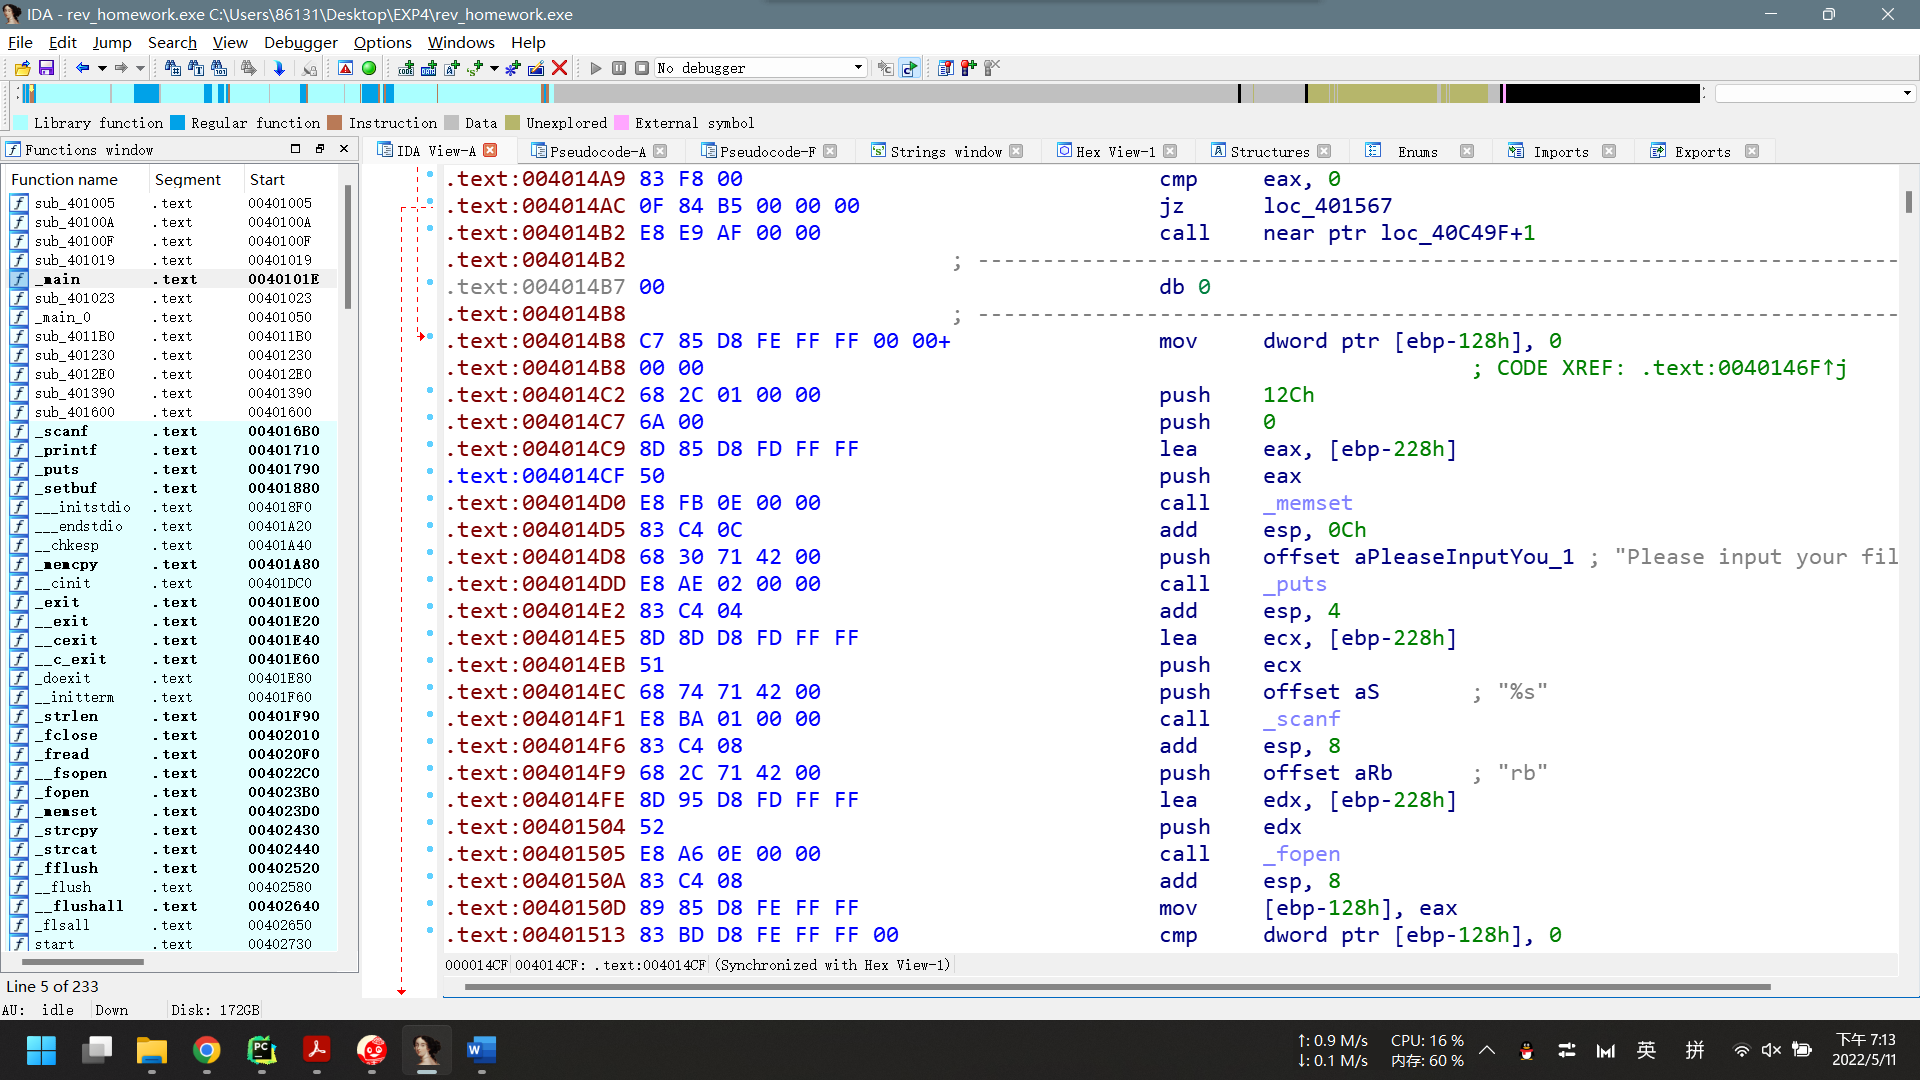 IDA - rev_homework.exe C:\Users\86131\Desktop\EXP4\rev_homework.exe
File Edit Jump Search View Debugger Options Windows Help
No debugger
Library function Regular function Instruction Data Unexplored External symbol
Functions window
IDA View-A Pseudocode-A Pseudocode-F Strings window Hex View-1 Structures Enums Imports Exports
Function name Segment Start
sub_401005 .text 00401005
sub_40100A .text 0040100A
sub_40100F .text 0040100F
sub_401019 .text 00401019
_main .text 0040101E
sub_401023 .text 00401023
_main_0 .text 00401050
sub_4011B0 .text 004011B0
sub_401230 .text 00401230
sub_4012E0 .text 004012E0
sub_401390 .text 00401390
sub_401600 .text 00401600
_scanf .text 004016B0
_printf .text 00401710
_puts .text 00401790
_setbuf .text 00401880
___initstdio .text 004018F0
___endstdio .text 00401A20
__chkesp .text 00401A40
_memcpy .text 00401A80
__cinit .text 00401DC0
_exit .text 00401E00
__exit .text 00401E20
__cexit .text 00401E40
__c_exit .text 00401E60
_doexit .text 00401E80
__initterm .text 00401F60
_strlen .text 00401F90
_fclose .text 00402010
_fread .text 004020F0
__fsopen .text 004022C0
_fopen .text 004023B0
_memset .text 004023D0
_strcpy .text 00402430
_strcat .text 00402440
_fflush .text 00402520
__flush .text 00402580
__flushall .text 00402640
_flsall .text 00402650
start .text 00402730
Line 5 of 233
.text:004014A9 83 F8 00 cmp eax, 0
.text:004014AC 0F 84 B5 00 00 00 jz loc_401567
.text:004014B2 E8 E9 AF 00 00 call near ptr loc_40C49F+1
.text:004014B2 ; ------------------------------------------------------------------------
.text:004014B7 00 db 0
.text:004014B8 ; ------------------------------------------------------------------------
.text:004014B8 C7 85 D8 FE FF FF 00 00+ mov dword ptr [ebp-128h], 0
.text:004014B8 00 00 ; CODE XREF: .text:0040146F↑j
.text:004014C2 68 2C 01 00 00 push 12Ch
.text:004014C7 6A 00 push 0
.text:004014C9 8D 85 D8 FD FF FF lea eax, [ebp-228h]
.text:004014CF 50 push eax
.text:004014D0 E8 FB 0E 00 00 call _memset
.text:004014D5 83 C4 0C add esp, 0Ch
.text:004014D8 68 30 71 42 00 push offset aPleaseInputYou_1 ; "Please input your fil
.text:004014DD E8 AE 02 00 00 call _puts
.text:004014E2 83 C4 04 add esp, 4
.text:004014E5 8D 8D D8 FD FF FF lea ecx, [ebp-228h]
.text:004014EB 51 push ecx
.text:004014EC 68 74 71 42 00 push offset aS ; "%s"
.text:004014F1 E8 BA 01 00 00 call _scanf
.text:004014F6 83 C4 08 add esp, 8
.text:004014F9 68 2C 71 42 00 push offset aRb ; "rb"
.text:004014FE 8D 95 D8 FD FF FF lea edx, [ebp-228h]
.text:00401504 52 push edx
.text:00401505 E8 A6 0E 00 00 call _fopen
.text:0040150A 83 C4 08 add esp, 8
.text:0040150D 89 85 D8 FE FF FF mov [ebp-128h], eax
.text:00401513 83 BD D8 FE FF FF 00 cmp dword ptr [ebp-128h], 0
000014CF 004014CF: .text:004014CF (Synchronized with Hex View-1)
AU: idle Down Disk: 172GB
↑: 0.9 M/s CPU: 16 %
↓: 0.1 M/s 内存: 60 %
英 拼
下午 7:13
2022/5/11